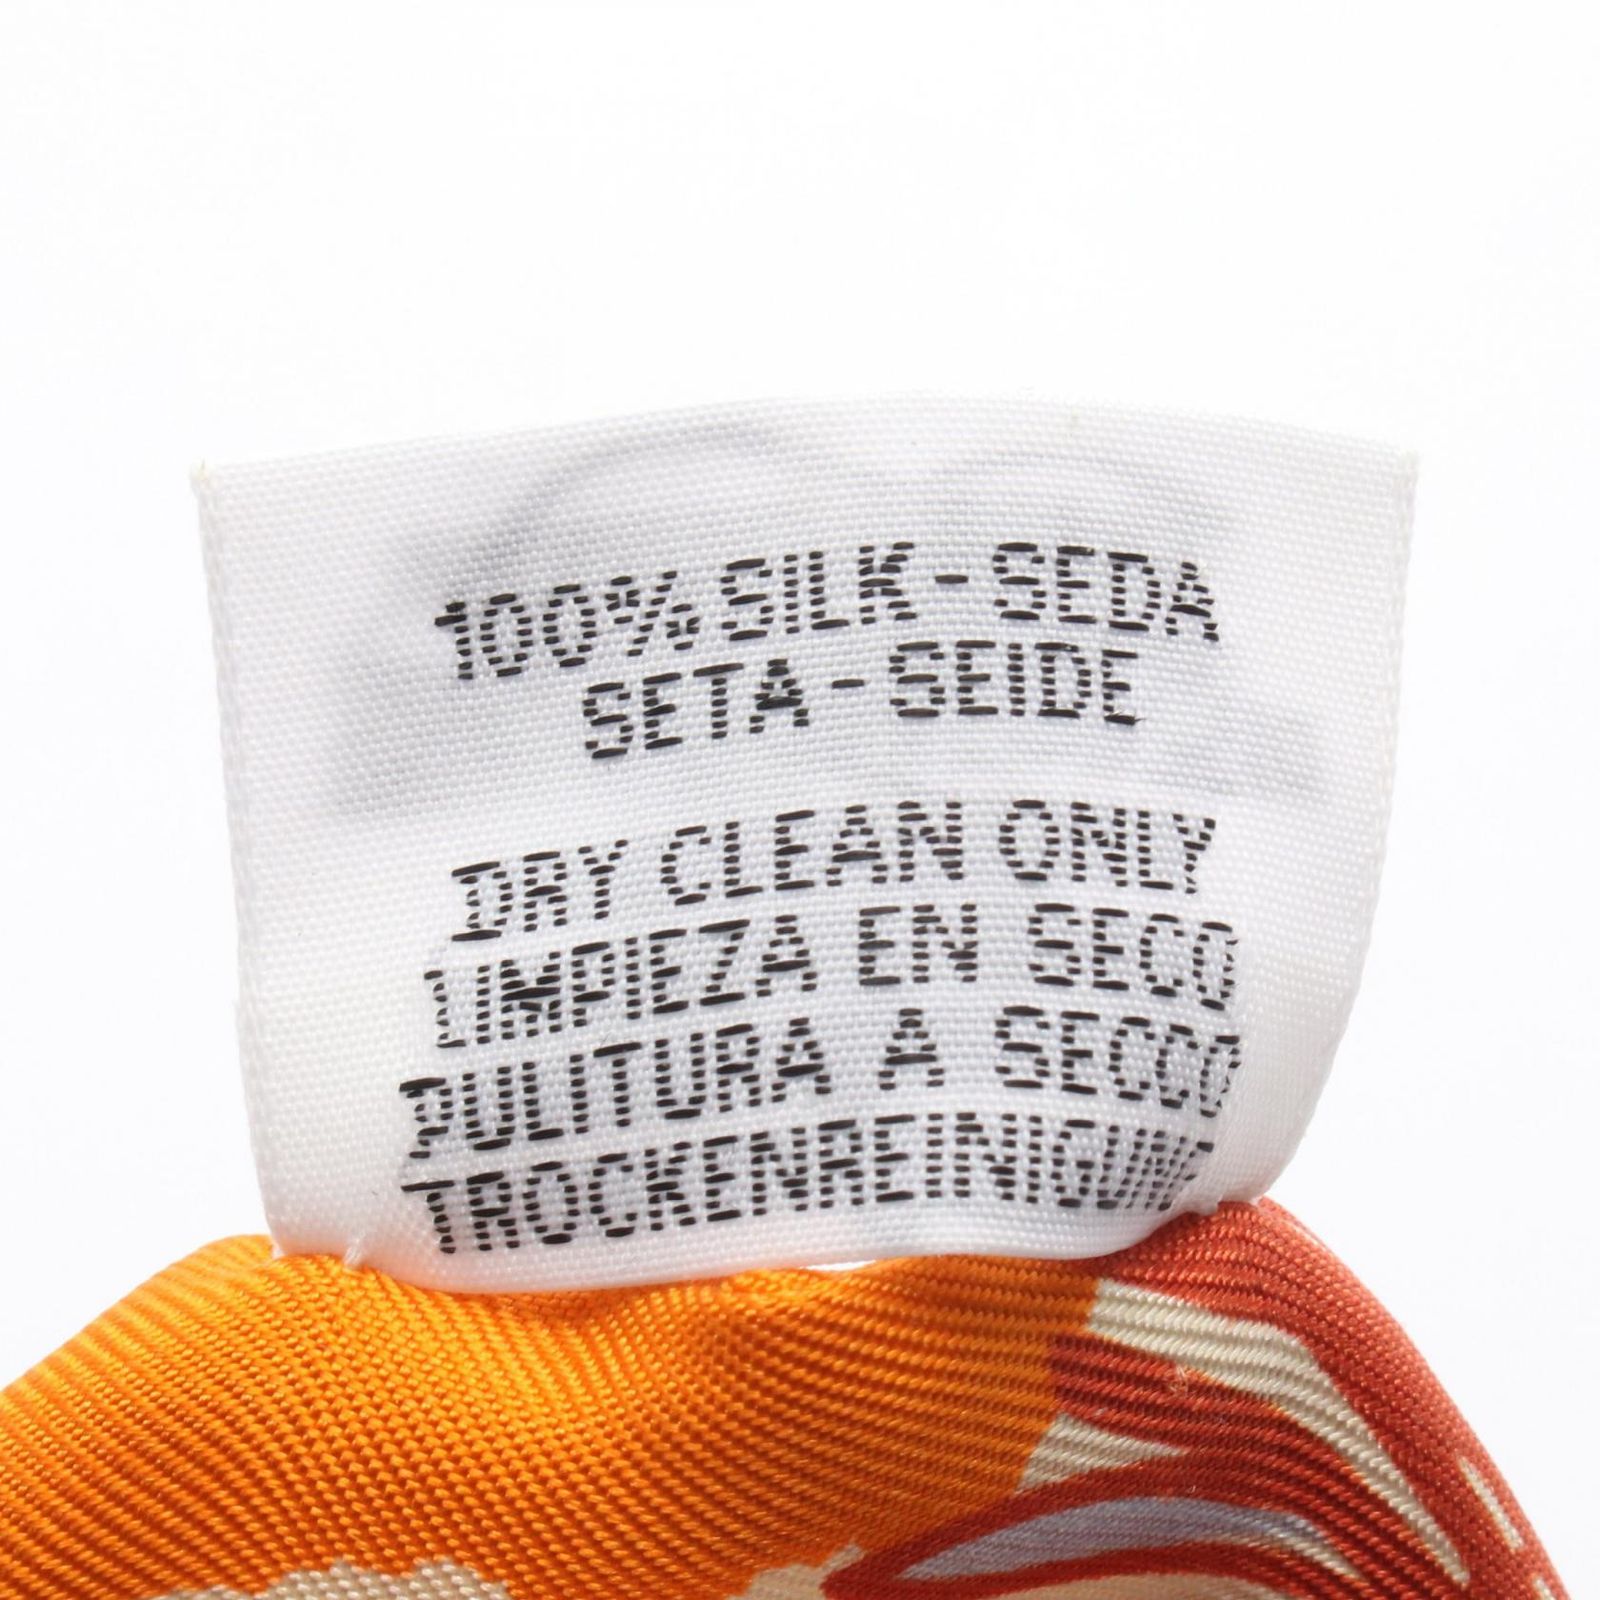 100% SILK - SEDA
SETA - SEIDE
DRY CLEAN ONLY
LIMPIEZA EN SECO
PULITURA A SECCO
TROCKENREINIGUNG